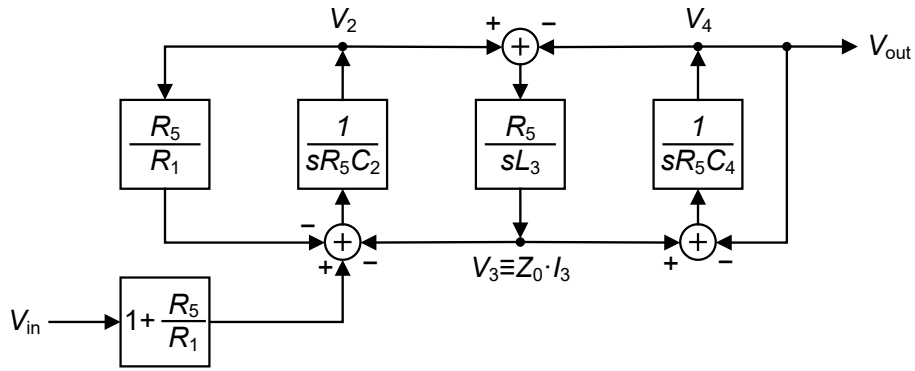 V₂
V₄
+
−
+
Vout
R₅
R₁
1
sR₅C₂
R₅
sL₃
1
sR₅C₄
−
+
+
−
+
+
−
V₃≡Z₀·I₃
Vin
1+
R₅
R₁